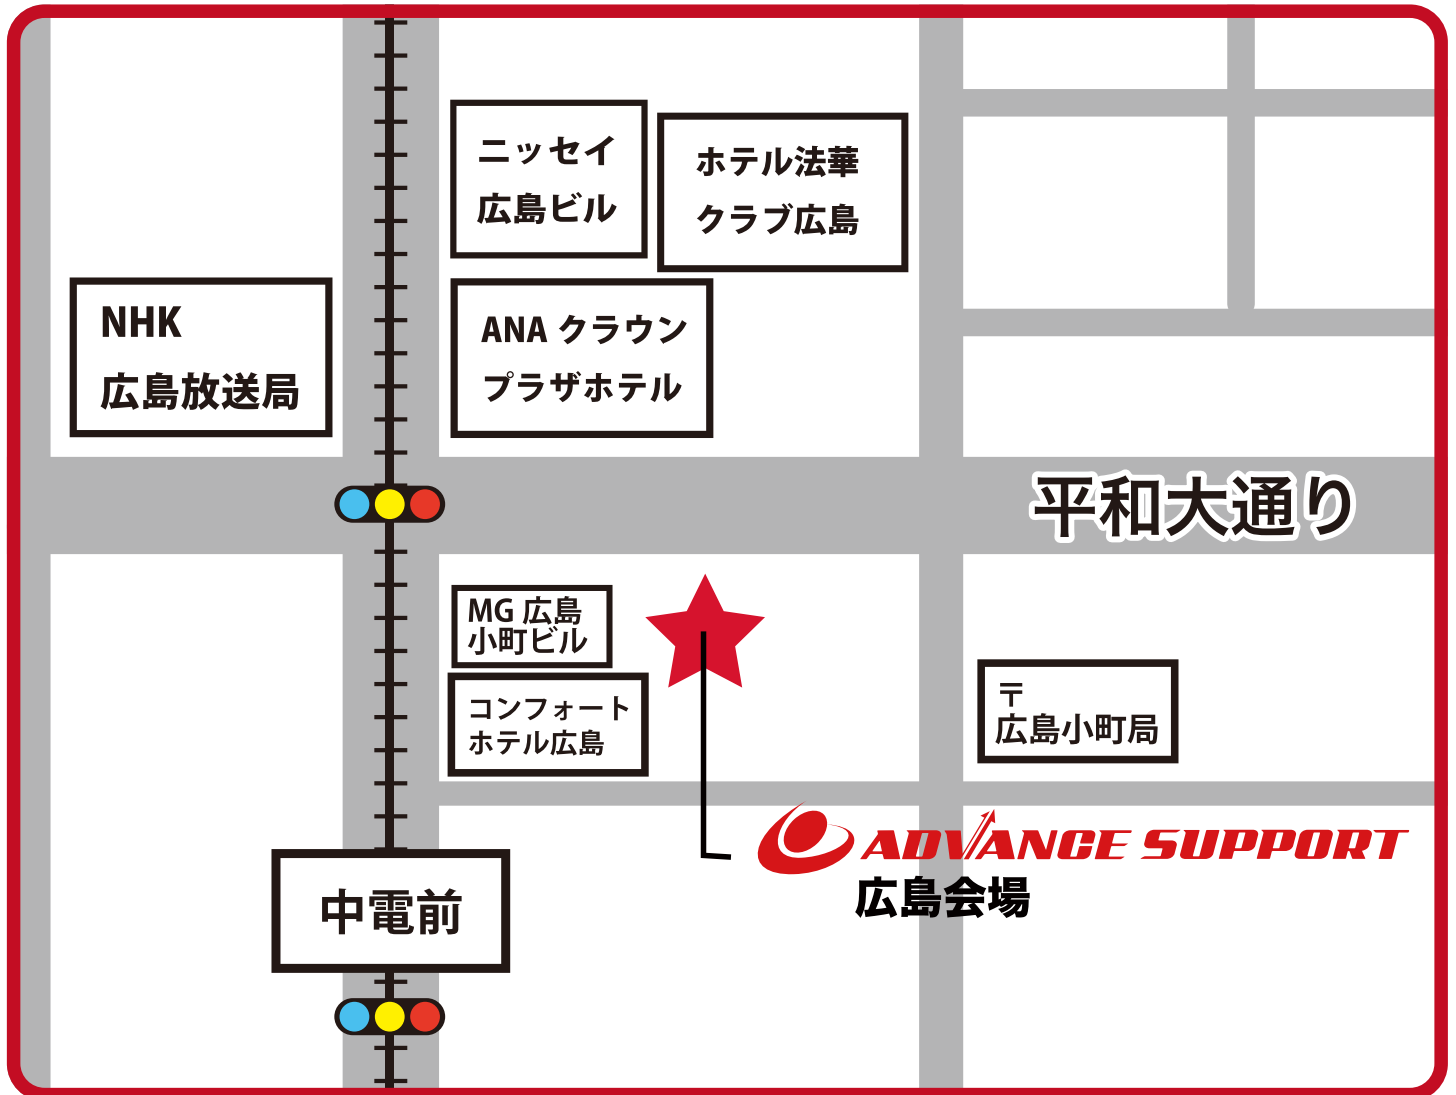 ニッセイ
広島ビル
ホテル法華
クラブ広島
NHK
広島放送局
ANA クラウン
プラザホテル
平和大通り
MG 広島
小町ビル
コンフォート
ホテル広島
〒
広島小町局
ADVANCE SUPPORT
広島会場
中電前